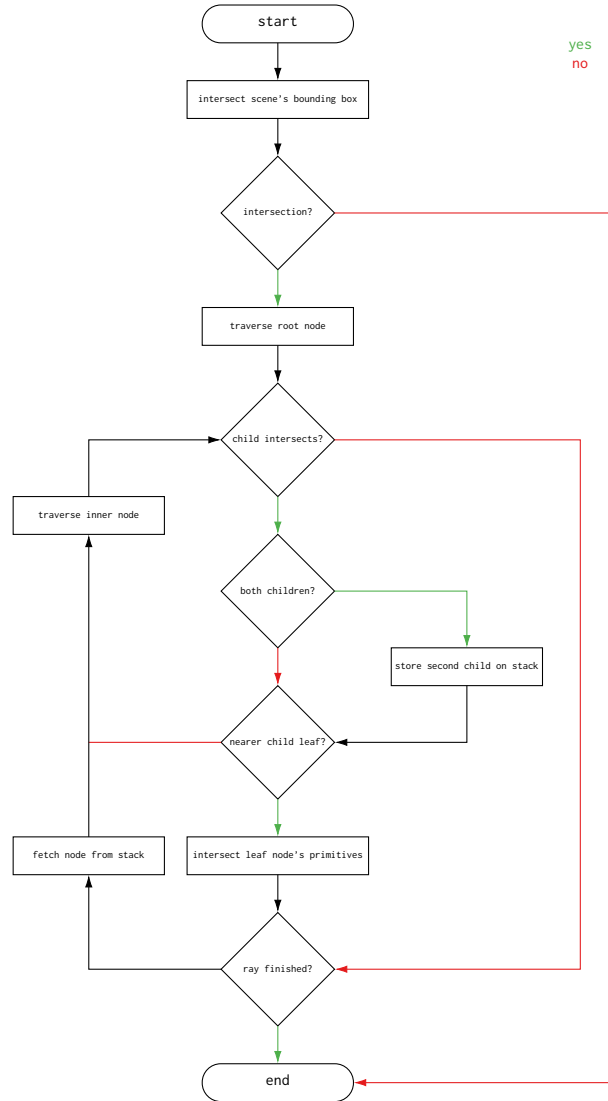 start
yes
no
intersect scene's bounding box
intersection?
traverse root node
child intersects?
traverse inner node
both children?
store second child on stack
nearer child leaf?
fetch node from stack
intersect leaf node's primitives
ray finished?
end